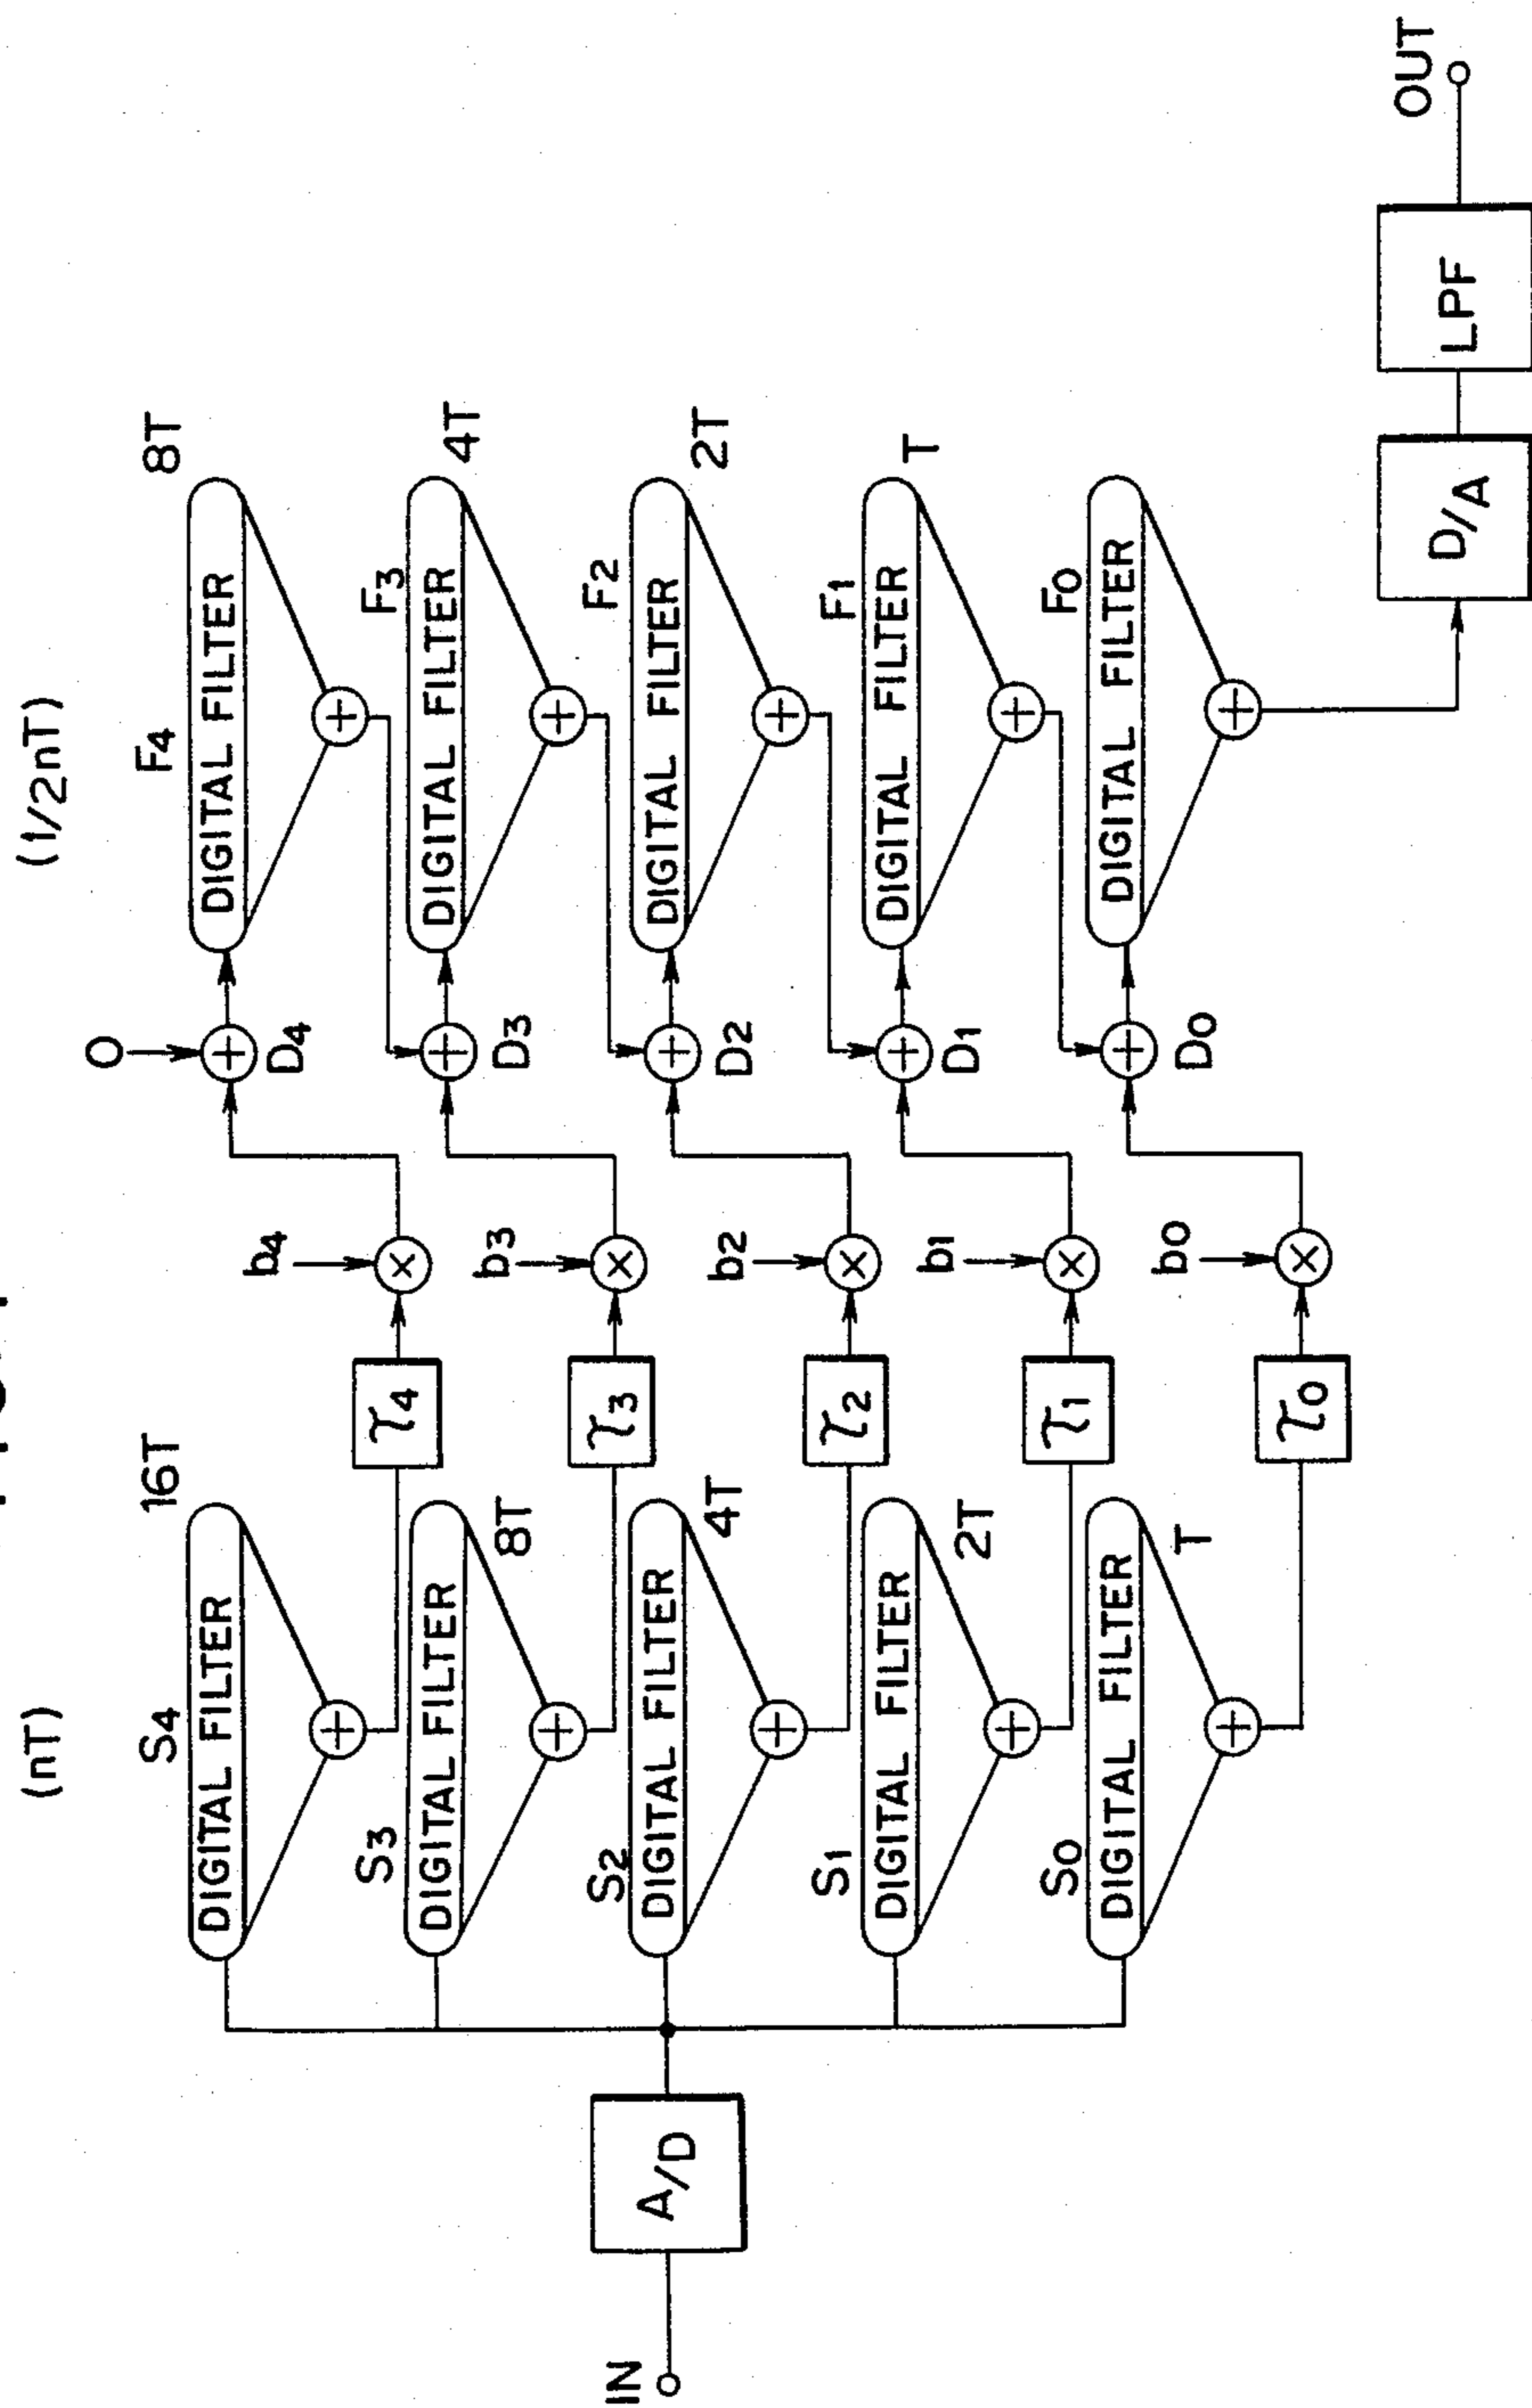 (nT)
(1/2nT)
S4
16T
DIGITAL FILTER
τ4
b4
O
D4
F4
8T
DIGITAL FILTER
S3
8T
DIGITAL FILTER
τ3
b3
D3
F3
4T
DIGITAL FILTER
S2
4T
DIGITAL FILTER
τ2
b2
D2
F2
2T
DIGITAL FILTER
S1
2T
DIGITAL FILTER
τ1
b1
D1
F1
T
DIGITAL FILTER
S0
T
DIGITAL FILTER
τ0
b0
D0
F0
DIGITAL FILTER
IN
A/D
D/A
LPF
OUT